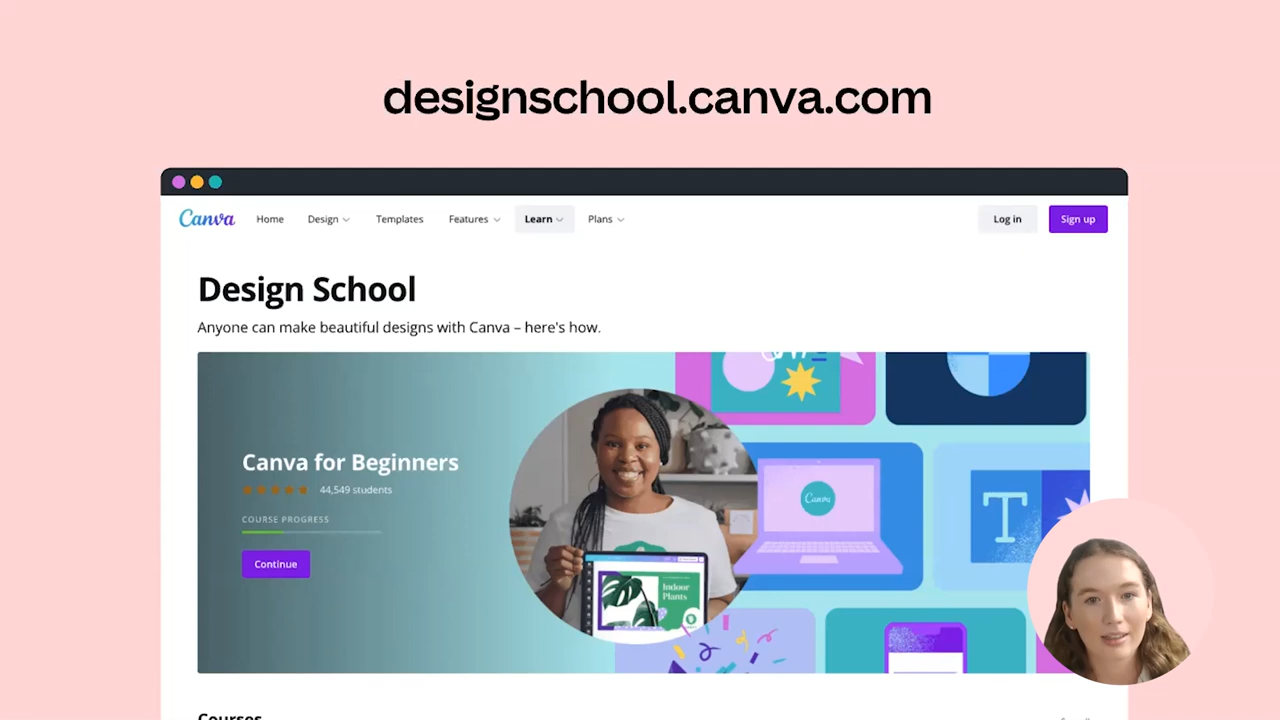 designschool.canva.com
Canva Home Design Templates Features Learn Plans Log in Sign up
Design School
Anyone can make beautiful designs with Canva – here's how.
Canva for Beginners
44,549 students
COURSE PROGRESS
Continue
Canva
T
Indoor
Plants
Courses